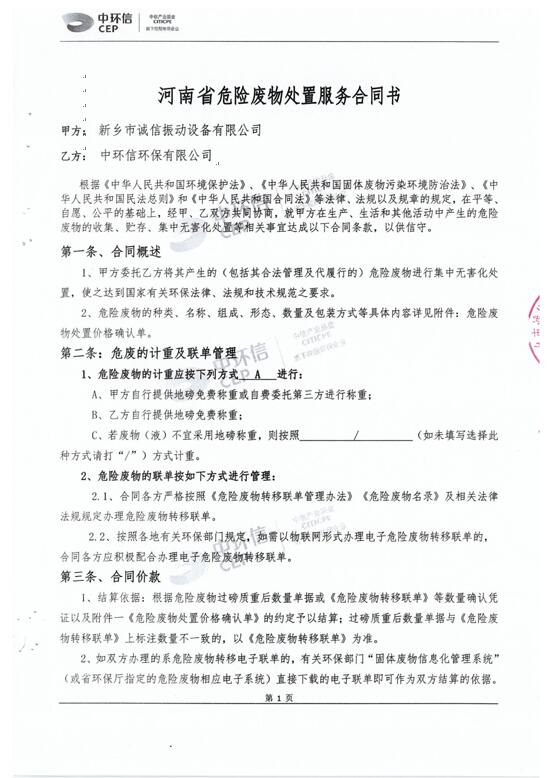 中环信
CEP
中信产业基金
CITICPE
旗下控股环保企业
河南省危险废物处置服务合同书
甲方： 新乡市诚信振动设备有限公司
乙方： 中环信环保有限公司
根据《中华人民共和国环境保护法》、《中华人民共和国固体废物污染环境防治法》、《中
华人民共和国民法总则》和《中华人民共和国合同法》等法律、法规以及规章的规定，在平等、
自愿、公平的基础上，经甲、乙双方共同协商，就甲方在生产、生活和其他活动中产生的危险
废物的收集、贮存、集中无害化处置等相关事宜达成以下合同条款，以供信守。
第一条、合同概述
1、甲方委托乙方将其产生的（包括其合法管理及代履行的）危险废物进行集中无害化处
置，使之达到国家有关环保法律、法规和技术规范之要求。
2、危险废物的种类、名称、组成、形态、数量及包装方式等具体内容详见附件：危险废
物处置价格确认单。
第二条：危废的计重及联单管理
1、危险废物的计重应按下列方式 A 进行：
A、甲方自行提供地磅免费称重或自费委托第三方进行称重；
B、乙方自行提供地磅免费称重；
C、若废物（液）不宜采用地磅称重，则按照 / （如未填写选择此
种方式请打“/”）方式计重。
2、危险废物的联单按如下方式进行管理：
2.1、合同各方严格按照《危险废物转移联单管理办法》《危险废物名录》及相关法律
法规规定办理危险废物转移联单。
2.2、按照各地有关环保部门规定，如需以物联网形式办理电子危险废物转移联单的，
合同各方应积极配合办理电子危险废物转移联单。
第三条、合同价款
1、结算依据：根据危险废物过磅质重后数量单据或《危险废物转移联单》等数量确认凭
证以及附件一《危险废物处置价格确认单》的约定予以结算；过磅质重后数量单据与《危险废
物转移联单》上标注数量不一致的，以《危险废物转移联单》为准。
2、如双方办理的系危险废物转移电子联单的，有关环保部门“固体废物信息化管理系统”
（或省环保厅指定的危险废物相应电子系统）直接下载的电子联单即可作为双方结算的依据。
第 1 页